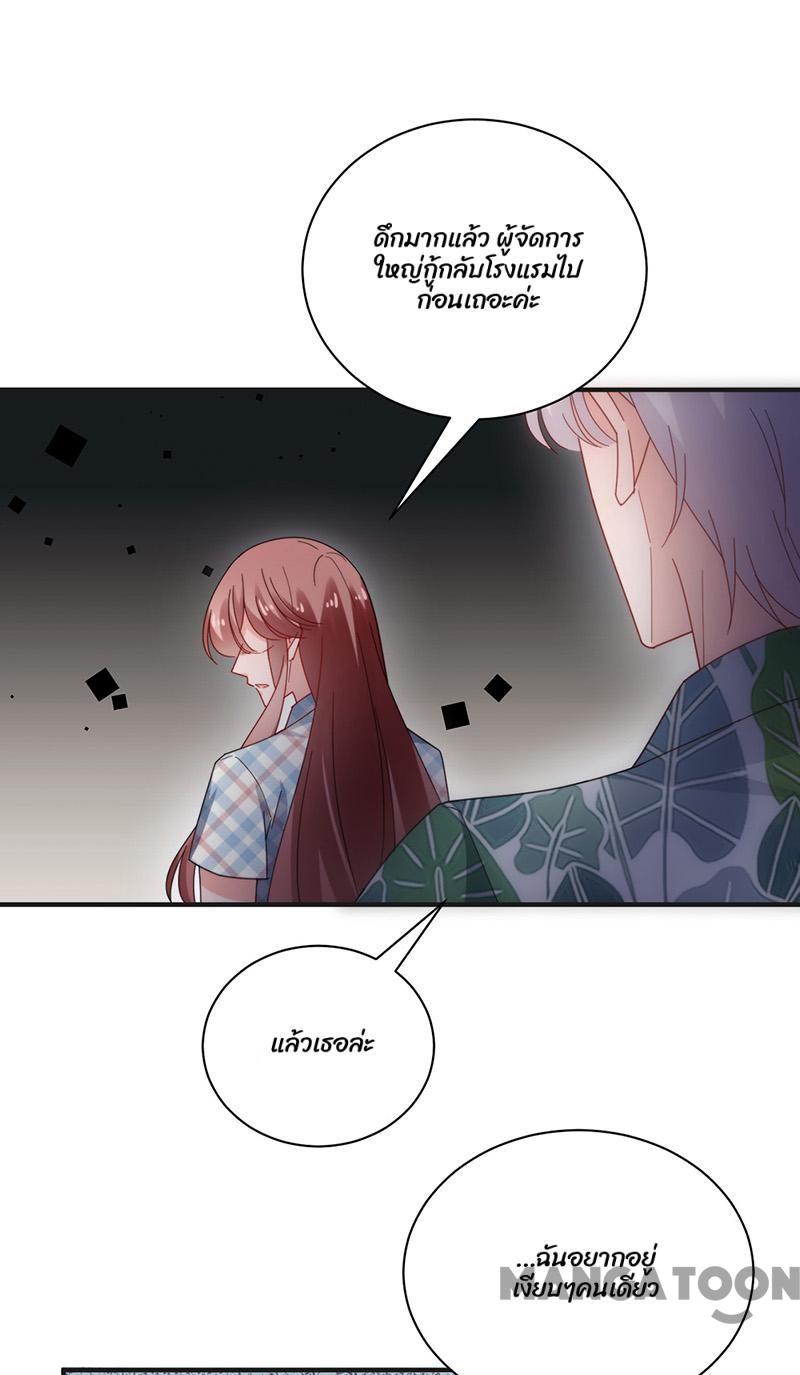 ดึกมากแล้ว ผู้จัดการ
ใหญ่กู้กลับโรงแรมไป
ก่อนเถอะค่ะ
แล้วเธอล่ะ
...ฉันอยากอยู่
เงียบๆคนเดียว
MANGATOON